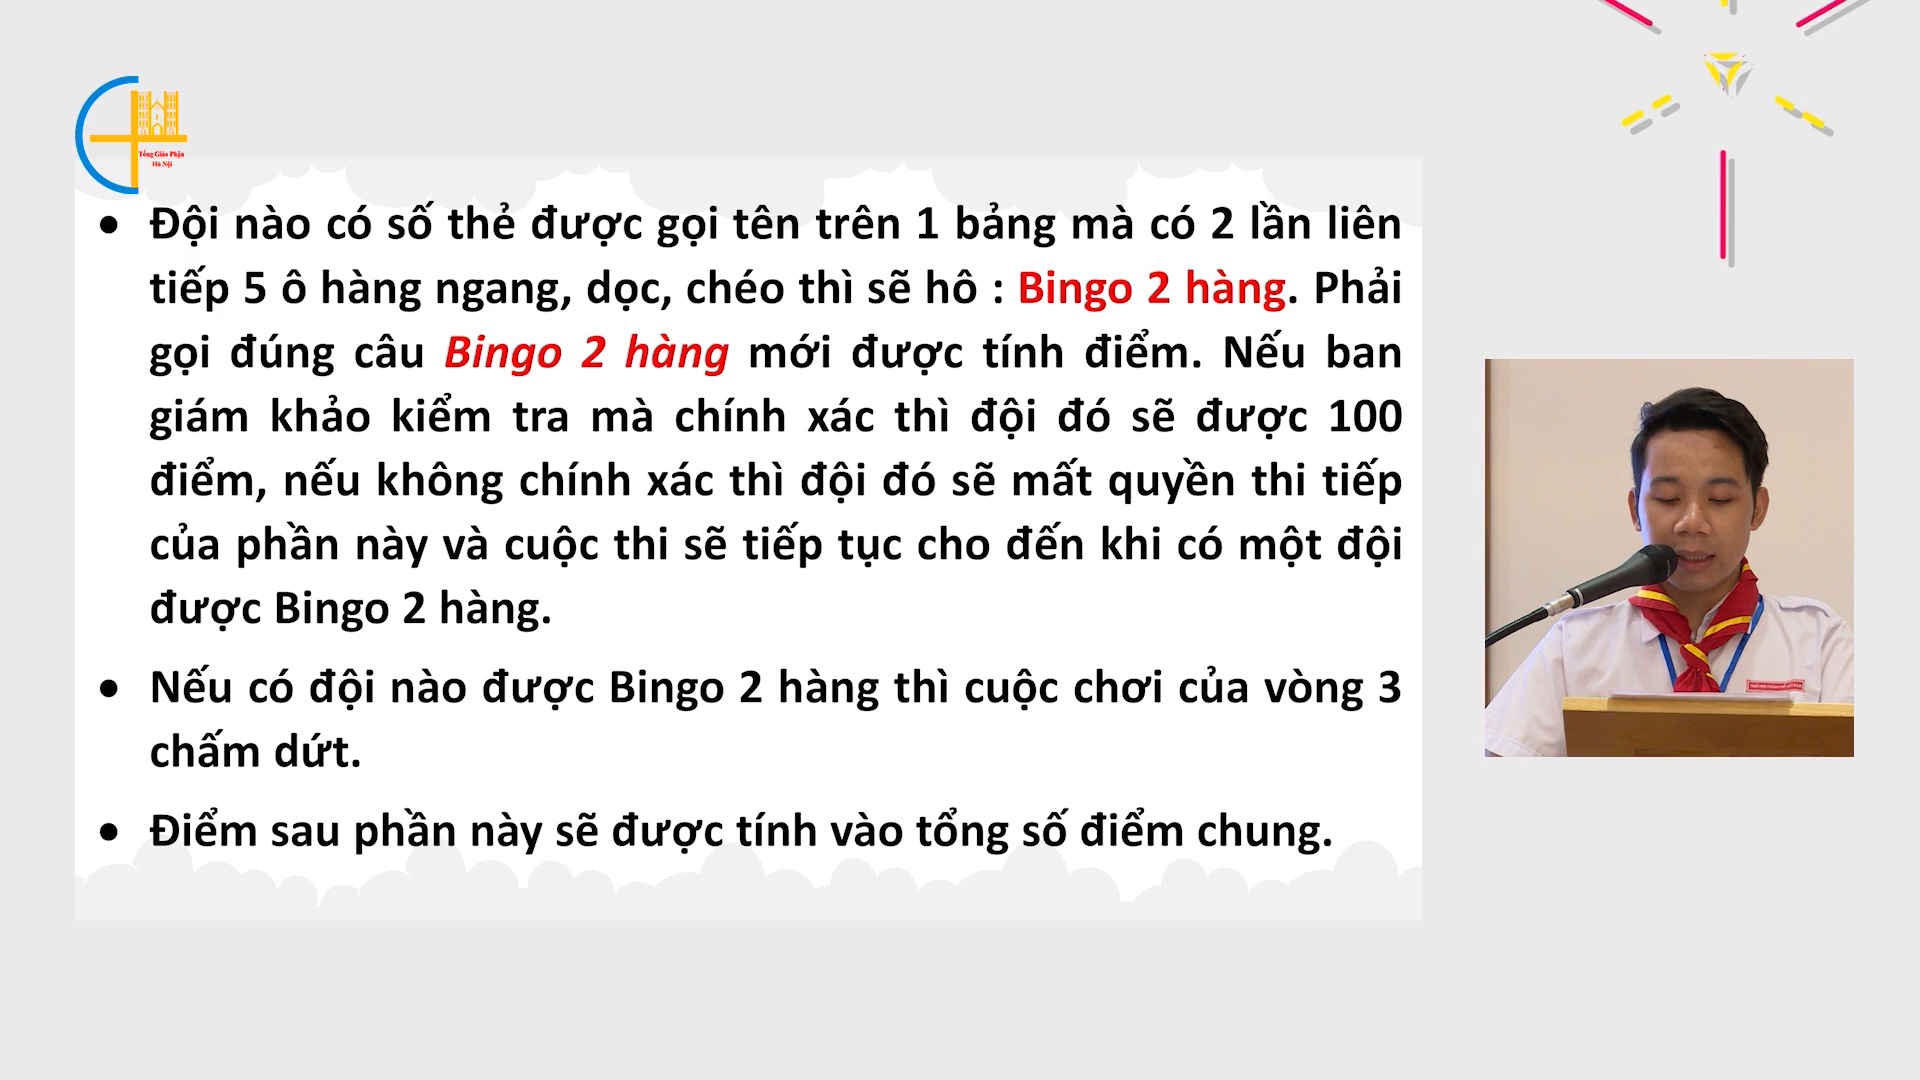 Tổng Giáo Phận
Hà Nội
• Đội nào có số thẻ được gọi tên trên 1 bảng mà có 2 lần liên
tiếp 5 ô hàng ngang, dọc, chéo thì sẽ hô : Bingo 2 hàng. Phải
gọi đúng câu Bingo 2 hàng mới được tính điểm. Nếu ban
giám khảo kiểm tra mà chính xác thì đội đó sẽ được 100
điểm, nếu không chính xác thì đội đó sẽ mất quyền thi tiếp
của phần này và cuộc thi sẽ tiếp tục cho đến khi có một đội
được Bingo 2 hàng.
• Nếu có đội nào được Bingo 2 hàng thì cuộc chơi của vòng 3
chấm dứt.
• Điểm sau phần này sẽ được tính vào tổng số điểm chung.